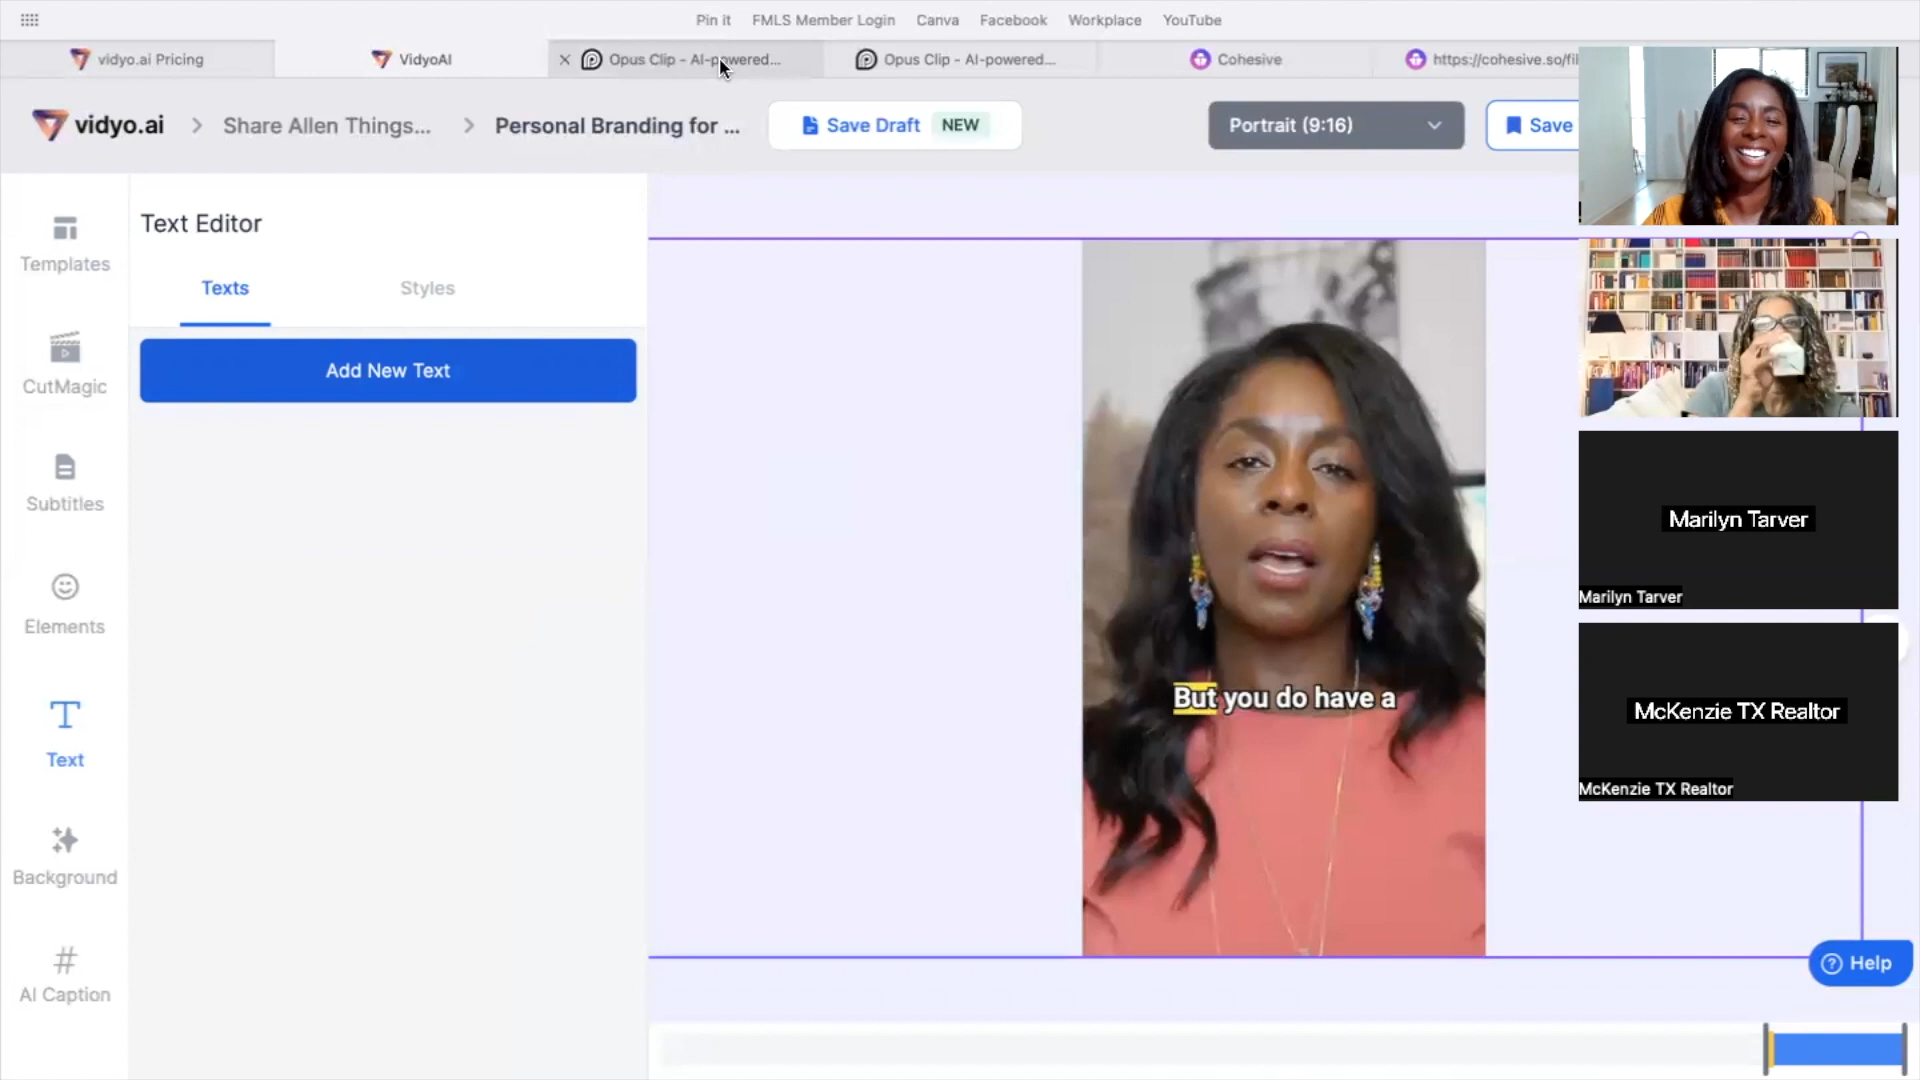 Pin it FMLS Member Login Canva Facebook Workplace YouTube
vidyo.ai Pricing VidyoAI Opus Clip - AI-powered... Opus Clip - AI-powered... Cohesive https://cohesive.so/fil
vidyo.ai Share Allen Things... Personal Branding for ... Save Draft NEW Portrait (9:16) Save
Text Editor
Texts Styles
Add New Text
Templates
CutMagic
Subtitles
Elements
Text
Background
AI Caption
But you do have a
Marilyn Tarver
Marilyn Tarver
McKenzie TX Realtor
McKenzie TX Realtor
Help